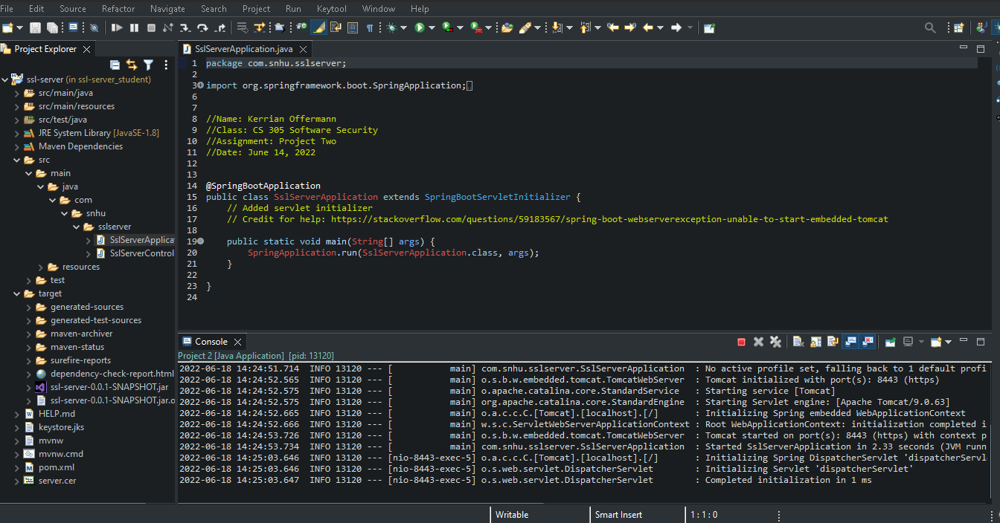 File Edit Source Refactor Navigate Search Project Run Keytool Window Help
Project Explorer
ssl-server (in ssl-server_student)
src/main/java
src/main/resources
src/test/java
JRE System Library [JavaSE-1.8]
Maven Dependencies
src
main
java
com
snhu
sslserver
SslServerApplica
SslServerControl
resources
test
target
generated-sources
generated-test-sources
maven-archiver
maven-status
surefire-reports
dependency-check-report.html
ssl-server-0.0.1-SNAPSHOT.jar
ssl-server-0.0.1-SNAPSHOT.jar.o
HELP.md
keystore.jks
mvnw
mvnw.cmd
pom.xml
server.cer
SslServerApplication.java
1 package com.snhu.sslserver;
2
3 import org.springframework.boot.SpringApplication;
6
7
8 //Name: Kerrian Offermann
9 //Class: CS 305 Software Security
10 //Assignment: Project Two
11 //Date: June 14, 2022
12
13
14 @SpringBootApplication
15 public class SslServerApplication extends SpringBootServletInitializer {
16 // Added servlet initializer
17 // Credit for help: https://stackoverflow.com/questions/59183567/spring-boot-webserverexception-unable-to-start-embedded-tomcat
18
19 public static void main(String[] args) {
20 SpringApplication.run(SslServerApplication.class, args);
21 }
22
23 }
24
Console
Project 2 [Java Application] [pid: 13120]
2022-06-18 14:24:51.714 INFO 13120 --- [ main] com.snhu.sslserver.SslServerApplication : No active profile set, falling back to 1 default profi
2022-06-18 14:24:52.565 INFO 13120 --- [ main] o.s.b.w.embedded.tomcat.TomcatWebServer : Tomcat initialized with port(s): 8443 (https)
2022-06-18 14:24:52.575 INFO 13120 --- [ main] o.apache.catalina.core.StandardService : Starting service [Tomcat]
2022-06-18 14:24:52.575 INFO 13120 --- [ main] org.apache.catalina.core.StandardEngine : Starting Servlet engine: [Apache Tomcat/9.0.63]
2022-06-18 14:24:52.665 INFO 13120 --- [ main] o.a.c.c.C.[Tomcat].[localhost].[/] : Initializing Spring embedded WebApplicationContext
2022-06-18 14:24:52.666 INFO 13120 --- [ main] w.s.c.ServletWebServerApplicationContext : Root WebApplicationContext: initialization completed i
2022-06-18 14:24:53.726 INFO 13120 --- [ main] o.s.b.w.embedded.tomcat.TomcatWebServer : Tomcat started on port(s): 8443 (https) with context p
2022-06-18 14:24:53.734 INFO 13120 --- [ main] com.snhu.sslserver.SslServerApplication : Started SslServerApplication in 2.33 seconds (JVM runn
2022-06-18 14:25:03.646 INFO 13120 --- [nio-8443-exec-5] o.a.c.c.C.[Tomcat].[localhost].[/] : Initializing Spring DispatcherServlet 'dispatcherServl
2022-06-18 14:25:03.646 INFO 13120 --- [nio-8443-exec-5] o.s.web.servlet.DispatcherServlet : Initializing Servlet 'dispatcherServlet'
2022-06-18 14:25:03.647 INFO 13120 --- [nio-8443-exec-5] o.s.web.servlet.DispatcherServlet : Completed initialization in 1 ms
Writable Smart Insert 1 : 1 : 0